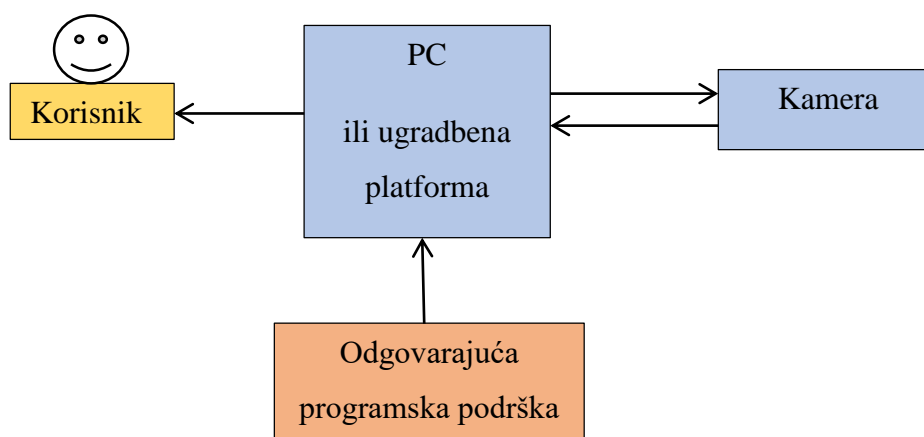 Korisnik
PC
ili ugradbena
platforma
Kamera
Odgovarajuća
programska podrška